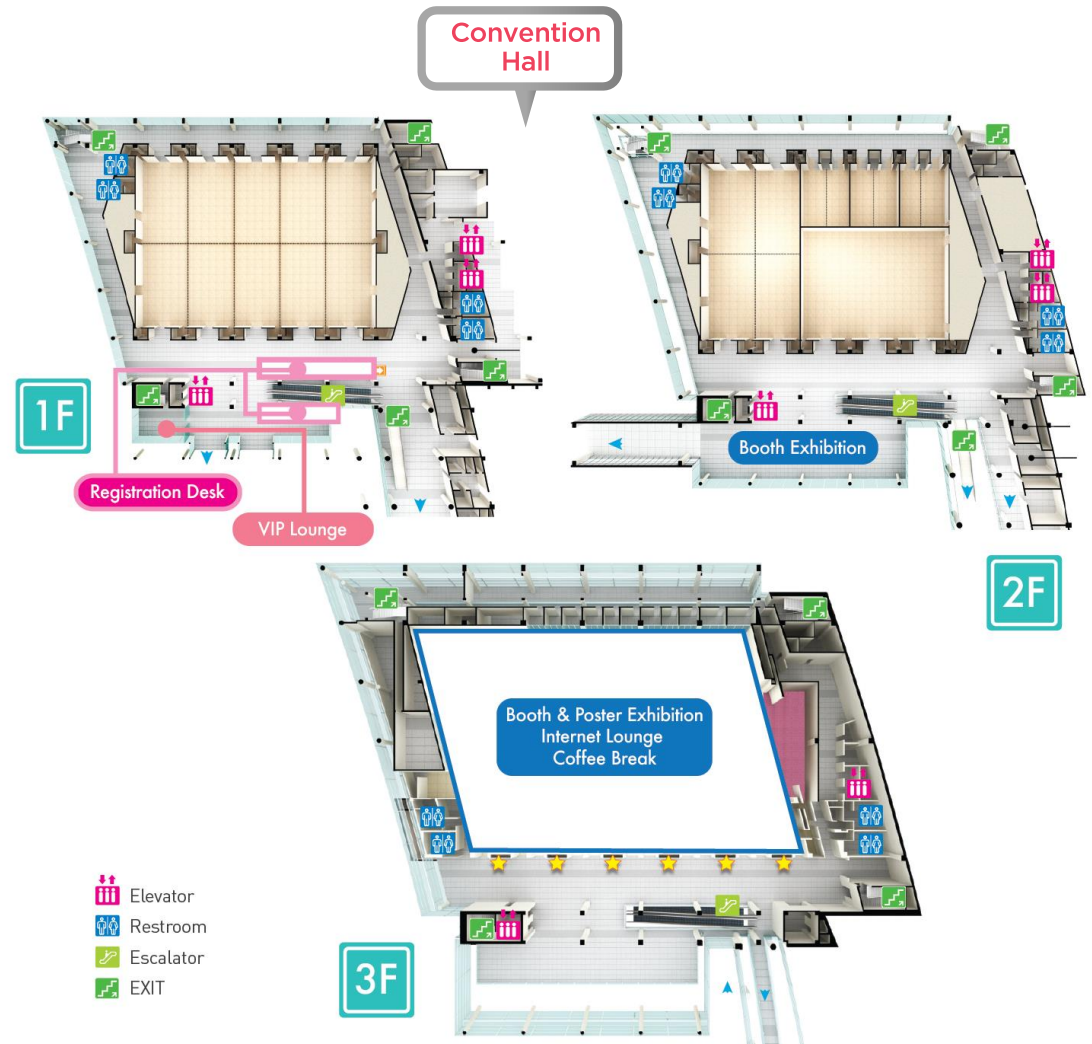 Convention
Hall
1F
Registration Desk
VIP Lounge
Booth Exhibition
2F
Booth & Poster Exhibition
Internet Lounge
Coffee Break
Elevator
Restroom
Escalator
EXIT
3F